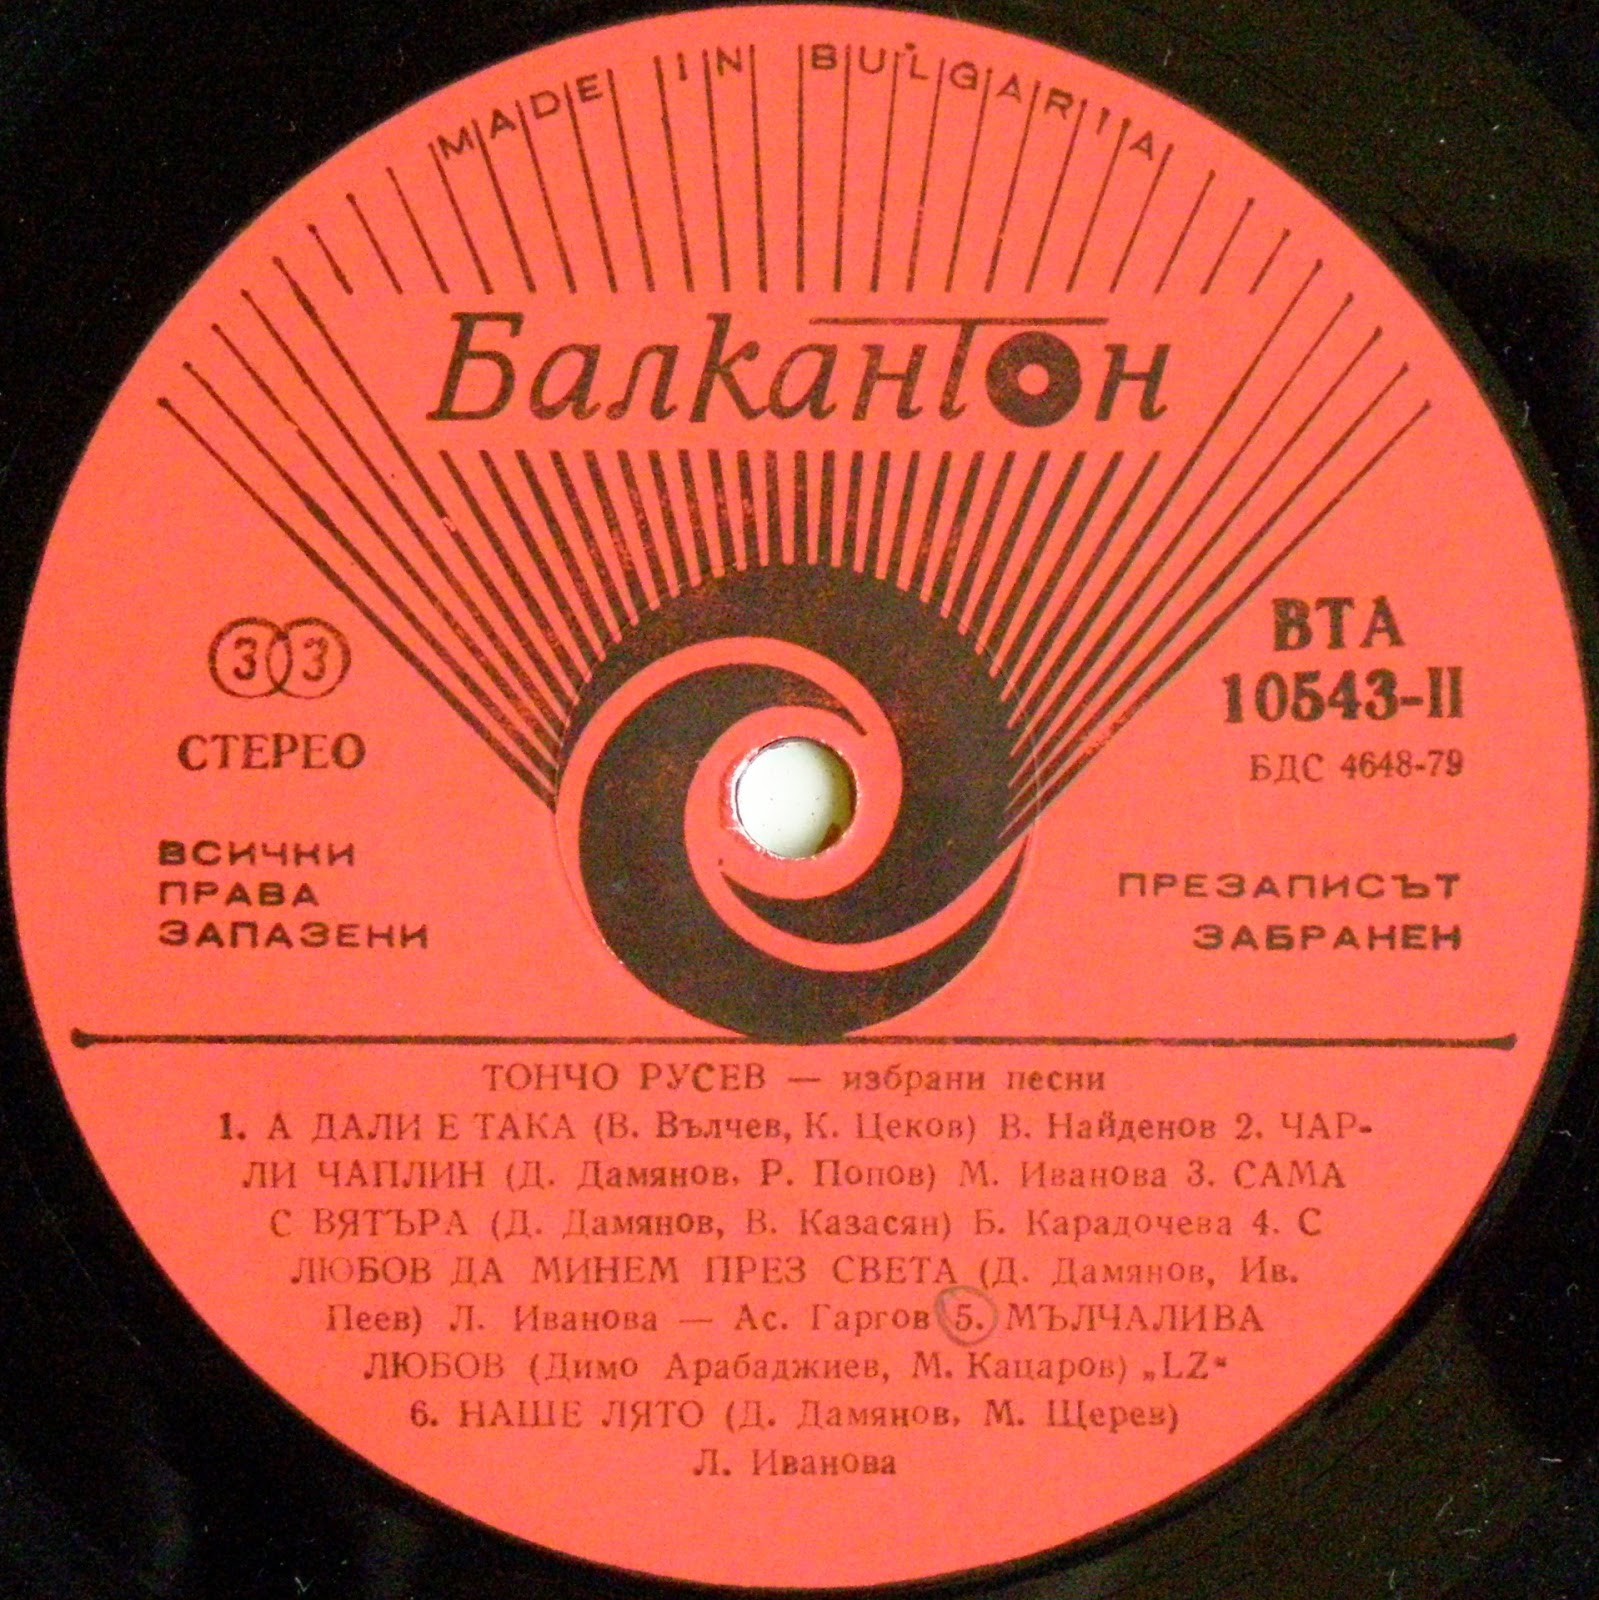 MADE IN BULGARIA
Балкантон
33
СТЕРЕО
ВТА
10543-II
БДС 4648-79
ВСИЧКИ
ПРАВА
ЗАПАЗЕНИ
ПРЕЗАПИСЪТ
ЗАБРАНЕН
ТОНЧО РУСЕВ — избрани песни
1. А ДАЛИ Е ТАКА (В. Вълчев, К. Цеков) В. Найденов 2. ЧАР-
ЛИ ЧАПЛИН (Д. Дамянов, Р. Попов) М. Иванова 3. САМА
С ВЯТЪРА (Д. Дамянов, В. Казасян) Б. Карадочева 4. С
ЛЮБОВ ДА МИНЕМ ПРЕЗ СВЕТА (Д. Дамянов, Ив.
Пеев) Л. Иванова — Ас. Гаргов 5. МЪЛЧАЛИВА
ЛЮБОВ (Димо Арабаджиев, М. Кацаров) „LZ“
6. НАШЕ ЛЯТО (Д. Дамянов, М. Щерев)
Л. Иванова